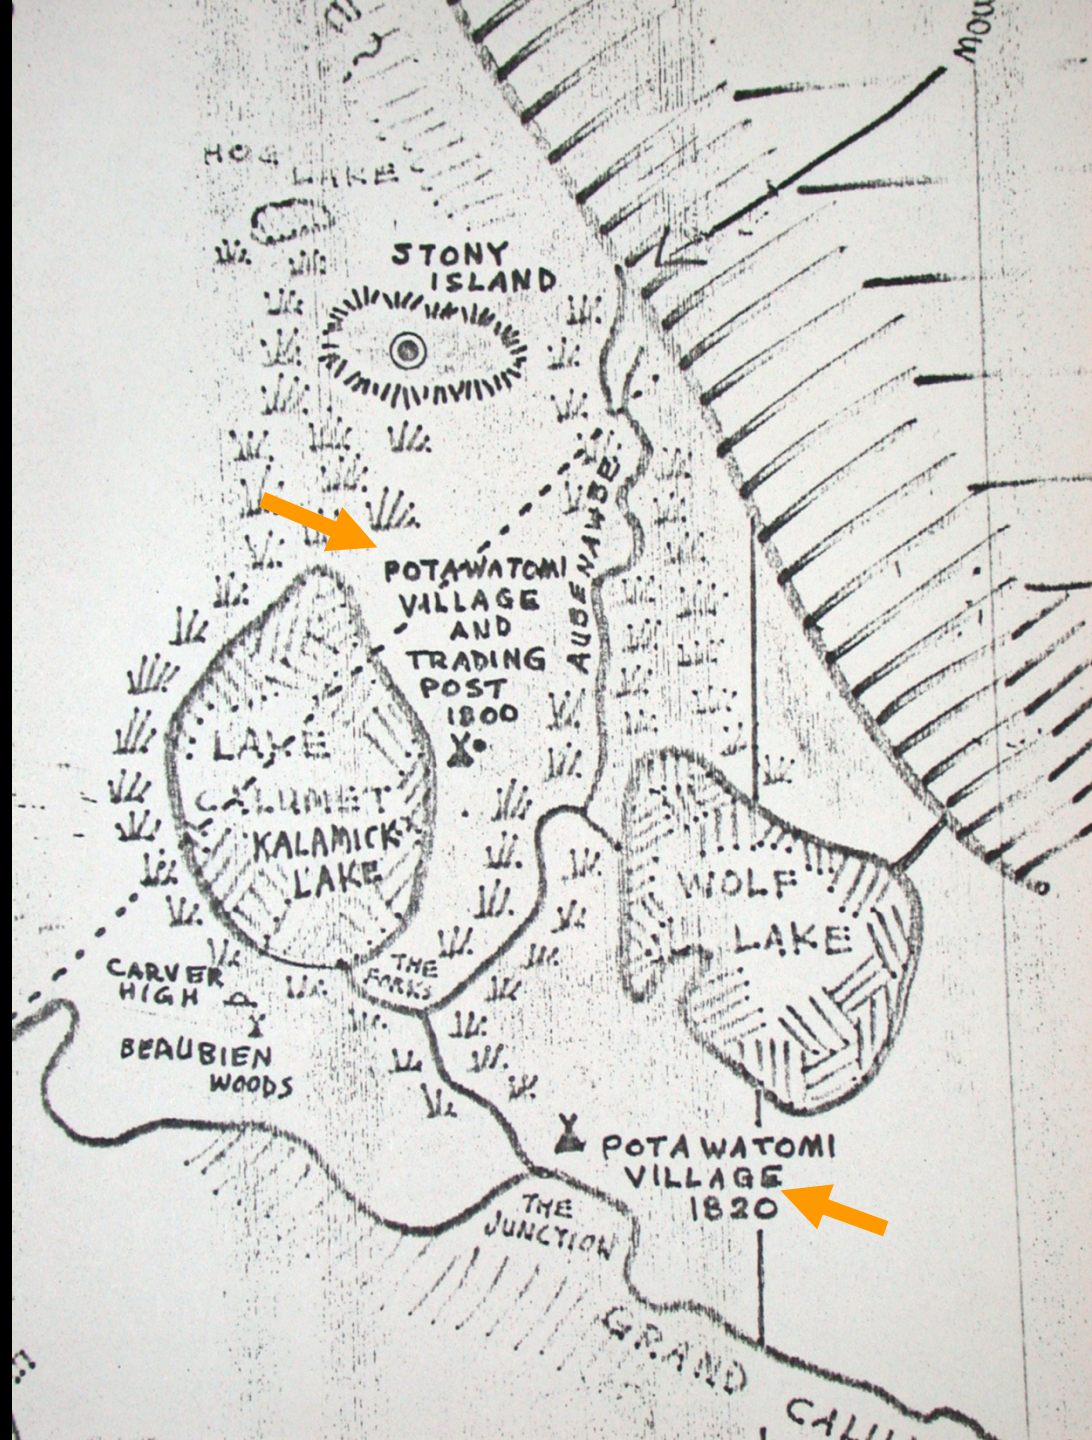 HOG
LAKE
STONY
ISLAND
AUBENAWBE
POTAWATOMI
VILLAGE
AND
TRADING
POST
1800
LAKE
CALUMET
KALAMICK
LAKE
WOLF
LAKE
THE
FORKS
CARVER
HIGH
BEAUBIEN
WOODS
POTAWATOMI
VILLAGE
1820
THE
JUNCTION
GRAND